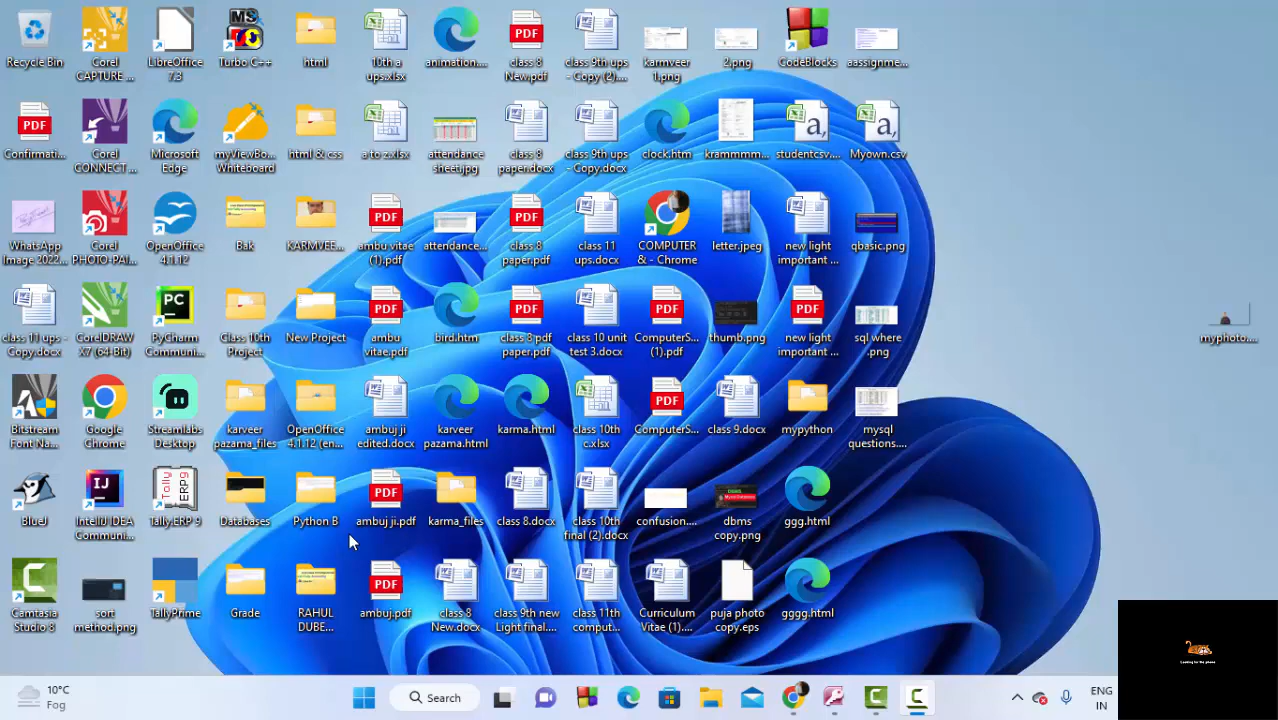 Recycle Bin
Corel
CAPTURE ...
LibreOffice
7.3
Turbo C++
html
10th a
ups.xlsx
animation....
class 8
New.pdf
class 9th ups
- Copy (2)....
karmveer
1.png
2.png
CodeBlocks
aassignme...
Confirmati...
Corel
CONNECT ...
Microsoft
Edge
myViewBo...
Whiteboard
html & css
a to z.xlsx
attendance
sheet.jpg
class 8
paper.docx
class 9th ups
- Copy.docx
clock.htm
krammmm...
studentcsv....
Myown.csv
WhatsApp
Image 2022...
Corel
PHOTO-PAI...
OpenOffice
4.1.12
Bak
KARMVEE...
ambu vitae
(1).pdf
attendance...
class 8
paper.pdf
class 11
ups.docx
COMPUTER
& - Chrome
letter.jpeg
new light
important ...
qbasic.png
class 11 ups -
Copy.docx
CorelDRAW
X7 (64-Bit)
PyCharm
Communi...
Class 10th
Project
New Project
ambu
vitae.pdf
bird.htm
class 8 pdf
paper.pdf
class 10 unit
test 3.docx
ComputerS...
(1).pdf
thumb.png
new light
important ...
sql where
.png
myphoto....
Bitstream
Font Na...
Google
Chrome
Streamlabs
Desktop
karveer
pazama_files
OpenOffice
4.1.12 (en...
ambuj ji
edited.docx
karveer
pazama.html
karma.html
class 10th
c.xlsx
ComputerS...
class 9.docx
mypython
mysql
questions....
BlueJ
IntelliJ IDEA
Communi...
Tally.ERP 9
Databases
Python B
ambuj ji.pdf
karma_files
class 8.docx
class 10th
final (2).docx
confusion....
dbms
copy.png
ggg.html
Camtasia
Studio 8
sort
method.png
TallyPrime
Grade
RAHUL
DUBE...
ambuj.pdf
class 8
New.docx
class 9th new
Light final....
class 11th
comput...
Curriculum
Vitae (1)....
puja photo
copy.eps
gggg.html
Looking for the phone
10°C
Fog
Search
ENG
IN